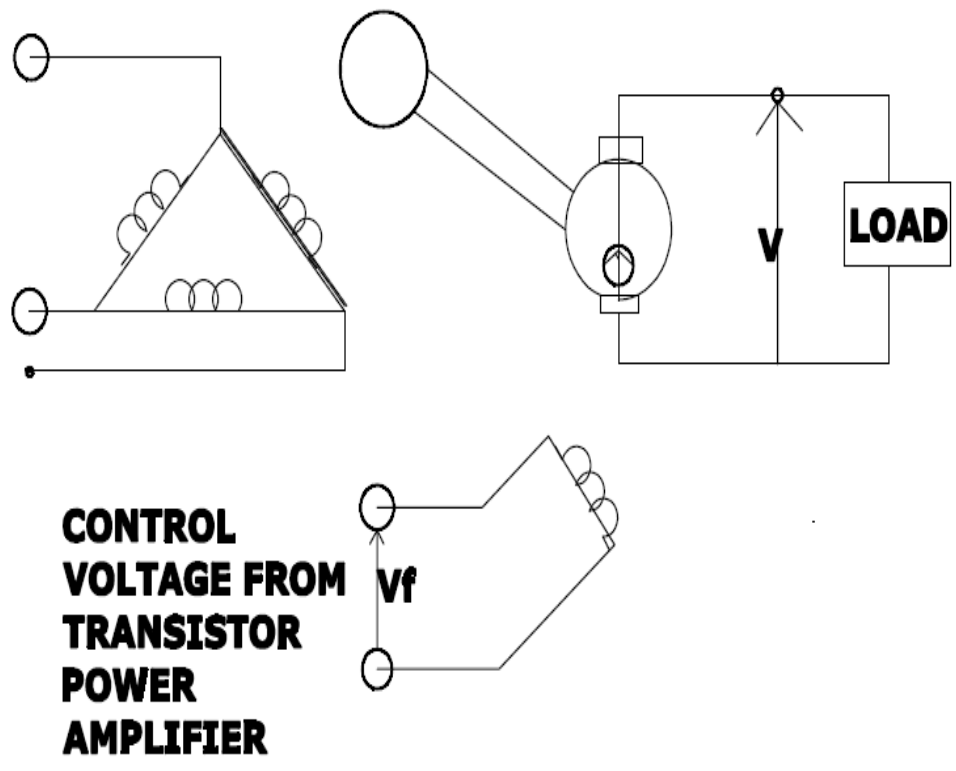 V
LOAD
CONTROL
VOLTAGE FROM
TRANSISTOR
POWER
AMPLIFIER
Vf